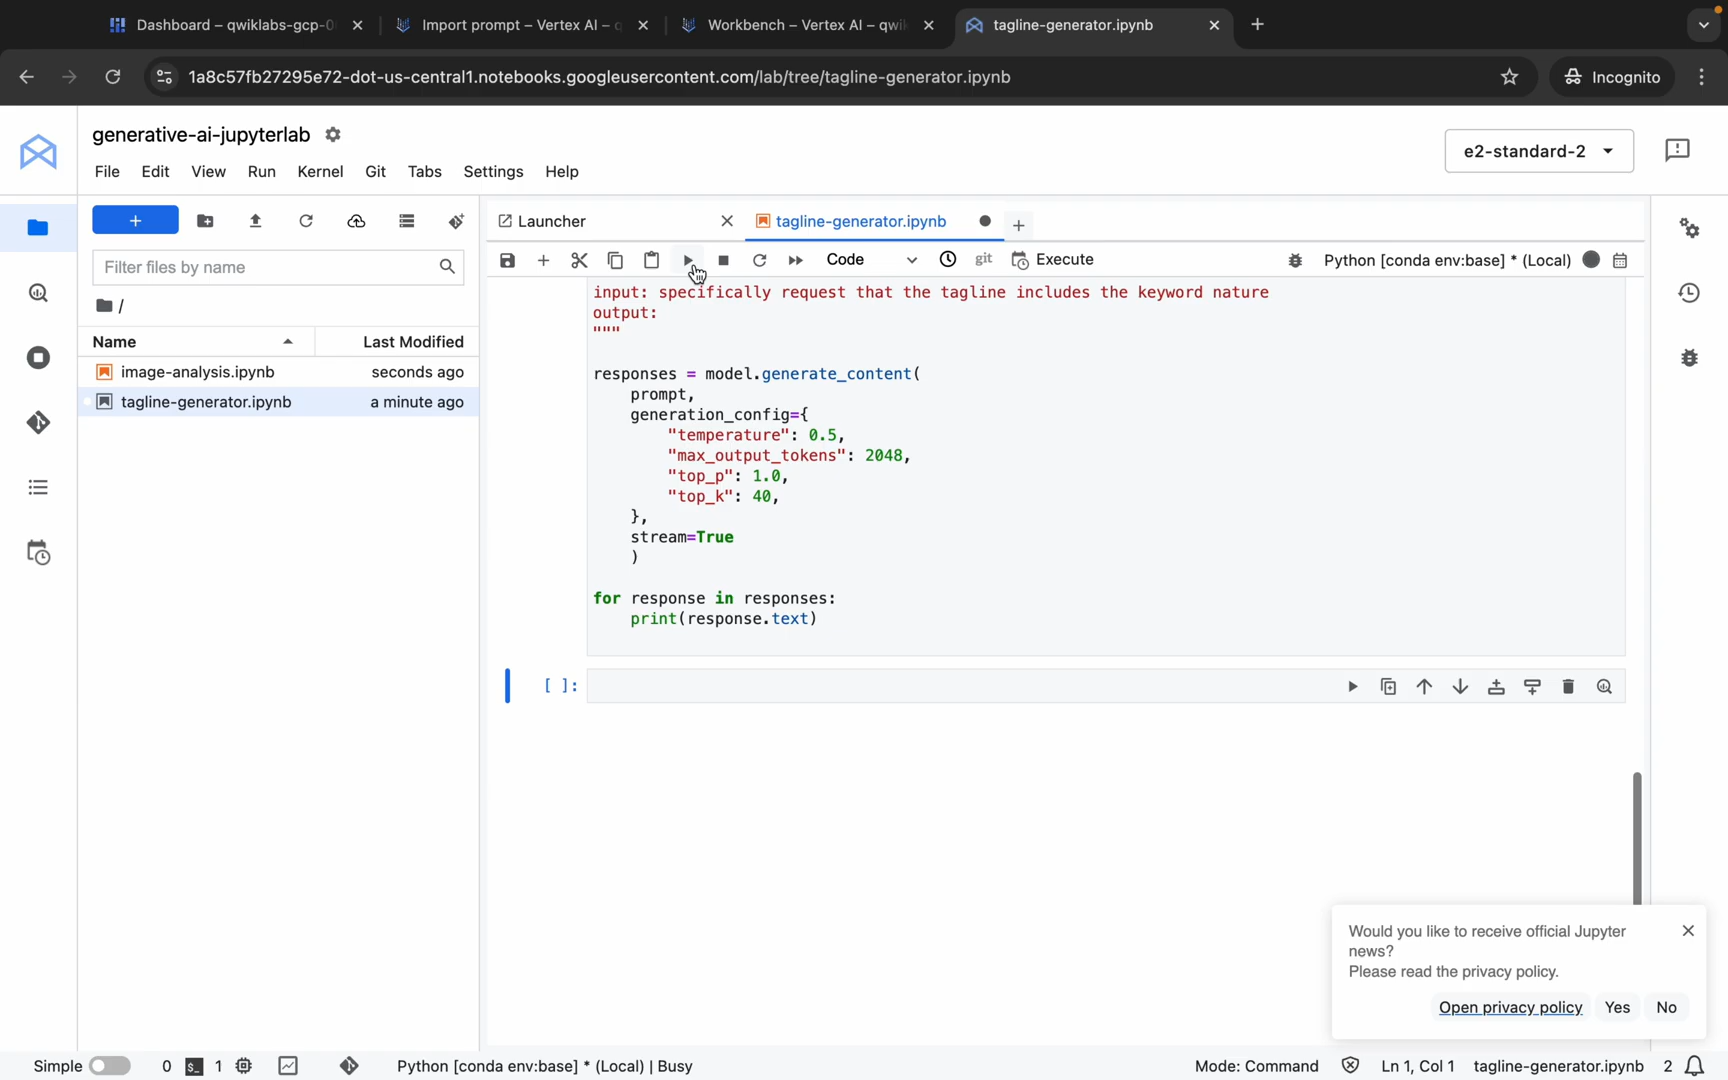 Dashboard – qwiklabs-gcp-0
Import prompt – Vertex AI – q
Workbench – Vertex AI – qwi
tagline-generator.ipynb
1a8c57fb27295e72-dot-us-central1.notebooks.googleusercontent.com/lab/tree/tagline-generator.ipynb
Incognito
generative-ai-jupyterlab
e2-standard-2
File Edit View Run Kernel Git Tabs Settings Help
Launcher
tagline-generator.ipynb
Filter files by name
Code
git
Execute
Python [conda env:base] * (Local)
/
Name Last Modified
image-analysis.ipynb seconds ago
tagline-generator.ipynb a minute ago
input: specifically request that the tagline includes the keyword nature
output:
"""
responses = model.generate_content(
prompt,
generation_config={
"temperature": 0.5,
"max_output_tokens": 2048,
"top_p": 1.0,
"top_k": 40,
},
stream=True
)
for response in responses:
print(response.text)
[ ]:
Would you like to receive official Jupyter
news?
Please read the privacy policy.
Open privacy policy Yes No
Simple 0 $_ 1 Python [conda env:base] * (Local) | Busy Mode: Command Ln 1, Col 1 tagline-generator.ipynb 2